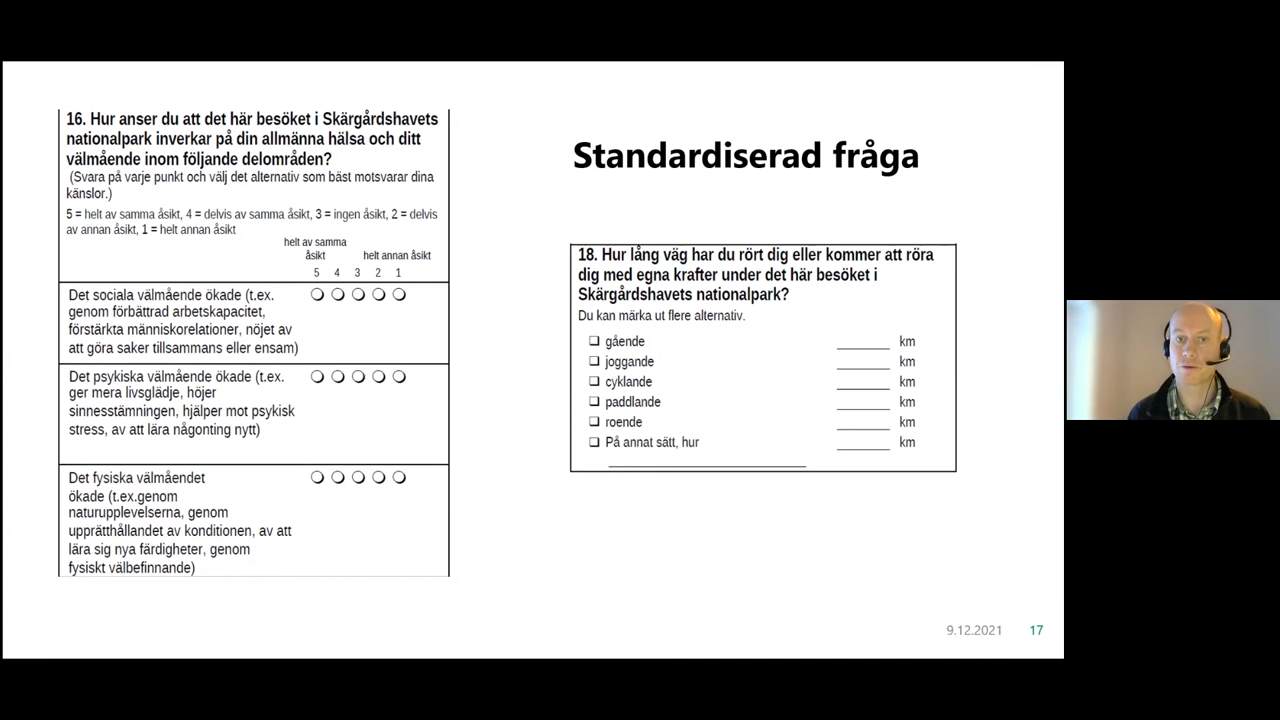 16. Hur anser du att det här besöket i Skärgårdshavets
nationalpark inverkar på din allmänna hälsa och ditt
välmående inom följande delområden?
(Svara på varje punkt och välj det alternativ som bäst motsvarar dina
känslor.)
5 = helt av samma åsikt, 4 = delvis av samma åsikt, 3 = ingen åsikt, 2 = delvis
av annan åsikt, 1 = helt annan åsikt
helt av samma
åsikt helt annan åsikt
5 4 3 2 1
Det sociala välmående ökade (t.ex.
genom förbättrad arbetskapacitet,
förstärkta människorelationer, nöjet av
att göra saker tillsammans eller ensam)
Det psykiska välmående ökade (t.ex.
ger mera livsglädje, höjer
sinnesstämningen, hjälper mot psykisk
stress, av att lära någonting nytt)
Det fysiska välmåendet
ökade (t.ex.genom
naturupplevelserna, genom
upprätthållandet av konditionen, av att
lära sig nya färdigheter, genom
fysiskt välbefinnande)
Standardiserad fråga
18. Hur lång väg har du rört dig eller kommer att röra
dig med egna krafter under det här besöket i
Skärgårdshavets nationalpark?
Du kan märka ut flere alternativ.
gående km
joggande km
cyklande km
paddlande km
roende km
På annat sätt, hur km
9.12.2021 17